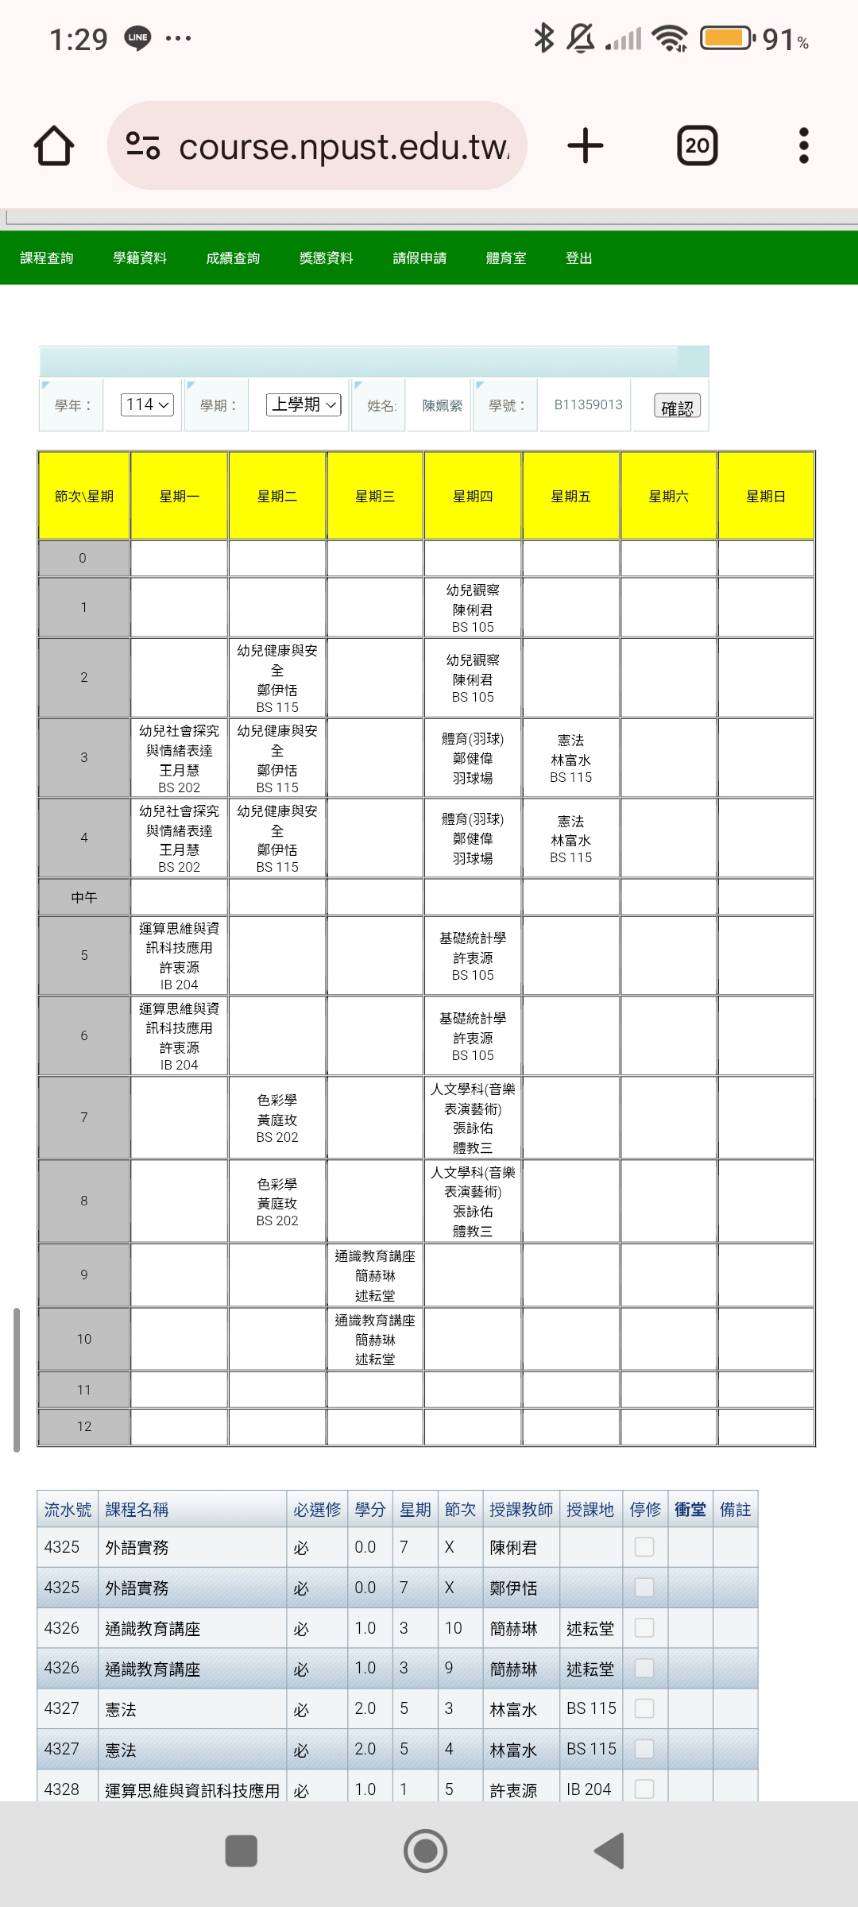 1:29 LINE ... 91%
course.npust.edu.tw 20
課程查詢 學籍資料 成績查詢 獎懲資料 請假申請 體育室 登出
學年： 114 學期： 上學期 姓名: 陳姵縈 學號： B11359013 確認
節次\星期 星期一 星期二 星期三 星期四 星期五 星期六 星期日
0
1
幼兒觀察
陳俐君
BS 105
2
幼兒健康與安
全
鄭伊恬
BS 115
幼兒觀察
陳俐君
BS 105
3
幼兒社會探究
與情緒表達
王月慧
BS 202
幼兒健康與安
全
鄭伊恬
BS 115
體育(羽球)
鄭健偉
羽球場
憲法
林富水
BS 115
4
幼兒社會探究
與情緒表達
王月慧
BS 202
幼兒健康與安
全
鄭伊恬
BS 115
體育(羽球)
鄭健偉
羽球場
憲法
林富水
BS 115
中午
5
運算思維與資
訊科技應用
許衷源
IB 204
基礎統計學
許衷源
BS 105
6
運算思維與資
訊科技應用
許衷源
IB 204
基礎統計學
許衷源
BS 105
7
色彩學
黃庭玫
BS 202
人文學科(音樂
表演藝術)
張詠佑
體教三
8
色彩學
黃庭玫
BS 202
人文學科(音樂
表演藝術)
張詠佑
體教三
9
通識教育講座
簡赫琳
述耘堂
10
通識教育講座
簡赫琳
述耘堂
11
12
流水號 課程名稱 必選修 學分 星期 節次 授課教師 授課地 停修 衝堂 備註
4325 外語實務 必 0.0 7 X 陳俐君
4325 外語實務 必 0.0 7 X 鄭伊恬
4326 通識教育講座 必 1.0 3 10 簡赫琳 述耘堂
4326 通識教育講座 必 1.0 3 9 簡赫琳 述耘堂
4327 憲法 必 2.0 5 3 林富水 BS 115
4327 憲法 必 2.0 5 4 林富水 BS 115
4328 運算思維與資訊科技應用 必 1.0 1 5 許衷源 IB 204